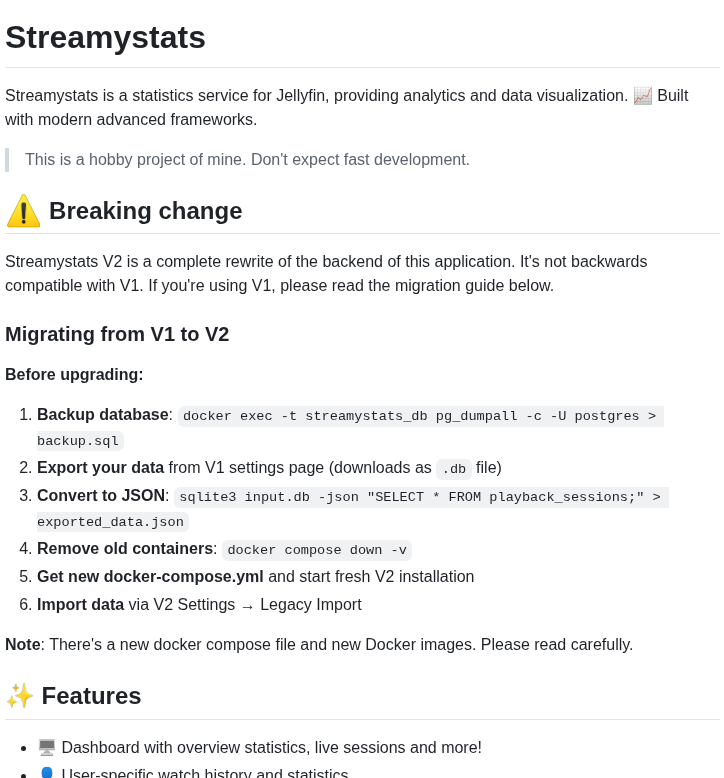 Streamystats
Streamystats is a statistics service for Jellyfin, providing analytics and data visualization. 📈 Built
with modern advanced frameworks.
This is a hobby project of mine. Don't expect fast development.
⚠️ Breaking change
Streamystats V2 is a complete rewrite of the backend of this application. It's not backwards
compatible with V1. If you're using V1, please read the migration guide below.
Migrating from V1 to V2
Before upgrading:
1. Backup database: docker exec -t streamystats_db pg_dumpall -c -U postgres >
backup.sql
2. Export your data from V1 settings page (downloads as .db file)
3. Convert to JSON: sqlite3 input.db -json "SELECT * FROM playback_sessions;" >
exported_data.json
4. Remove old containers: docker compose down -v
5. Get new docker-compose.yml and start fresh V2 installation
6. Import data via V2 Settings → Legacy Import
Note: There's a new docker compose file and new Docker images. Please read carefully.
✨ Features
• 🖥️ Dashboard with overview statistics, live sessions and more!
• 👤 User-specific watch history and statistics